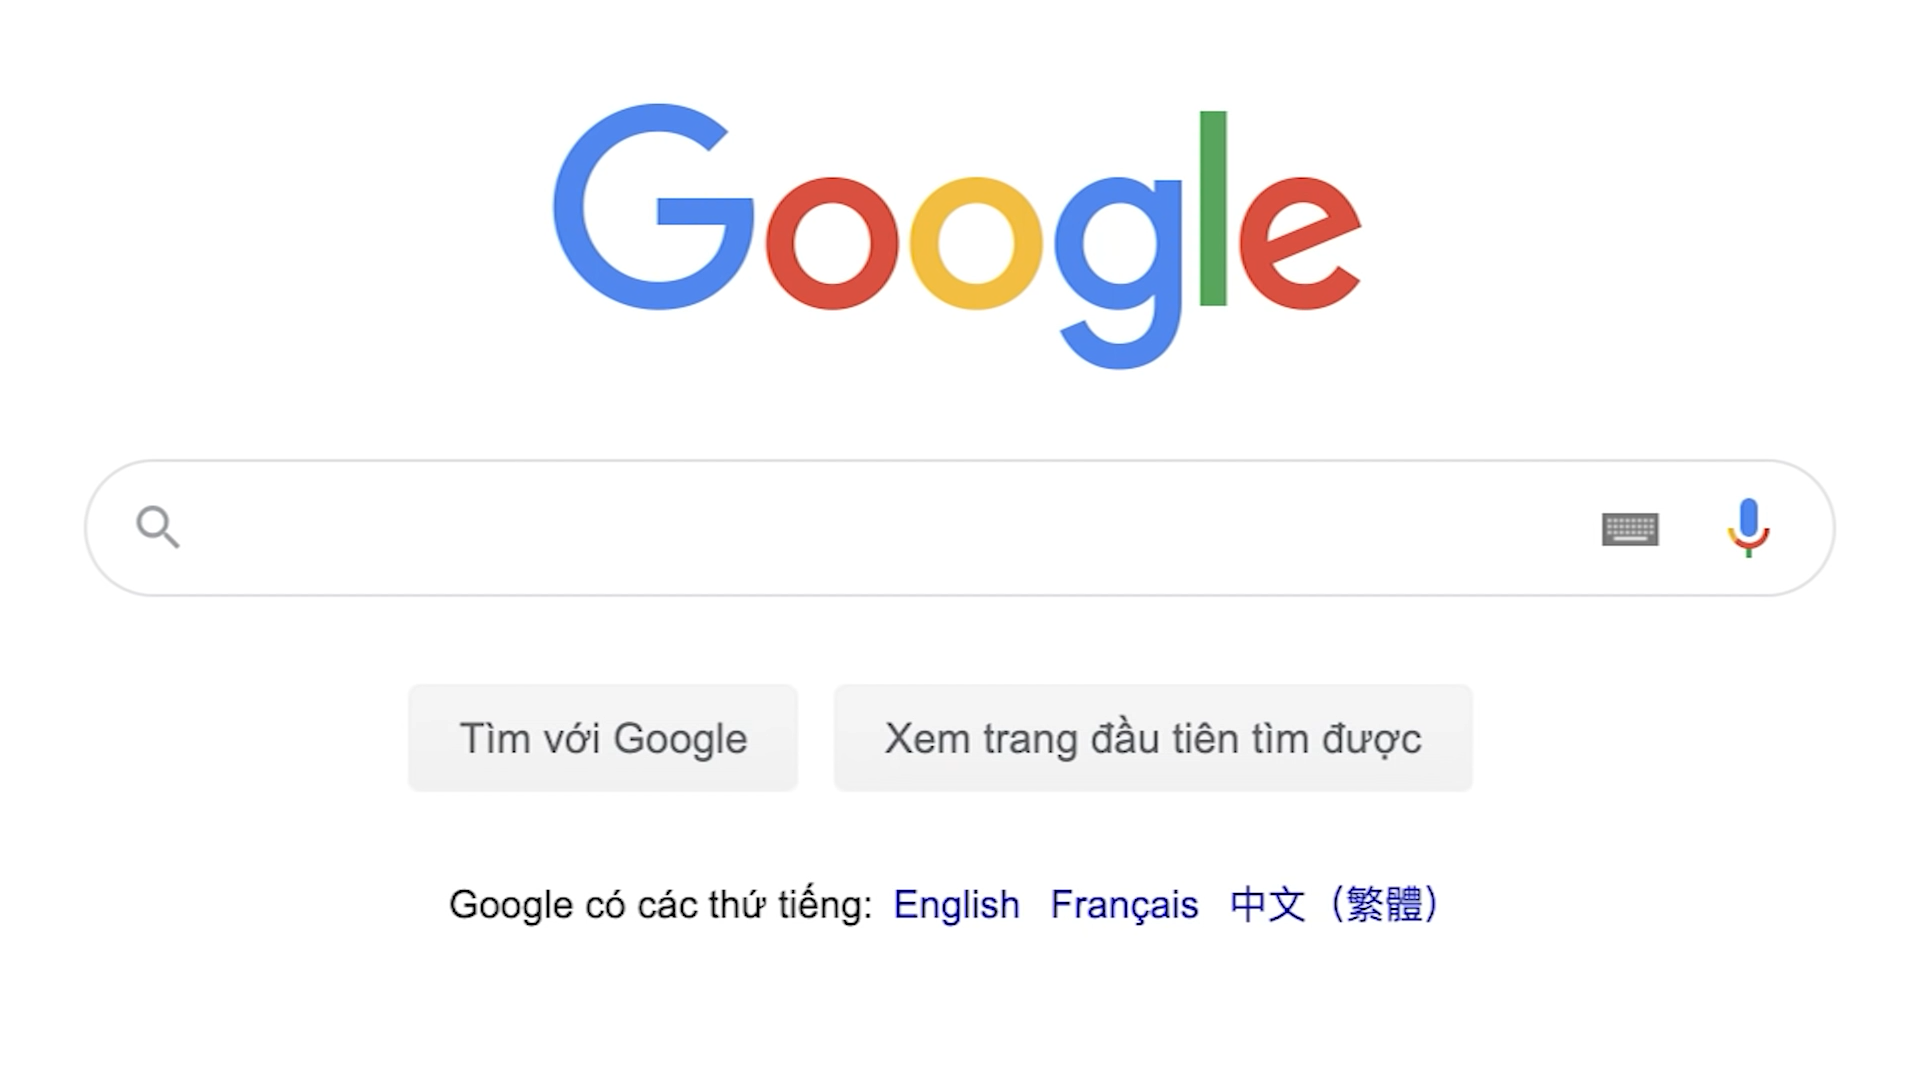 Google
Tìm với Google
Xem trang đầu tiên tìm được
Google có các thứ tiếng: English Français 中文（繁體）